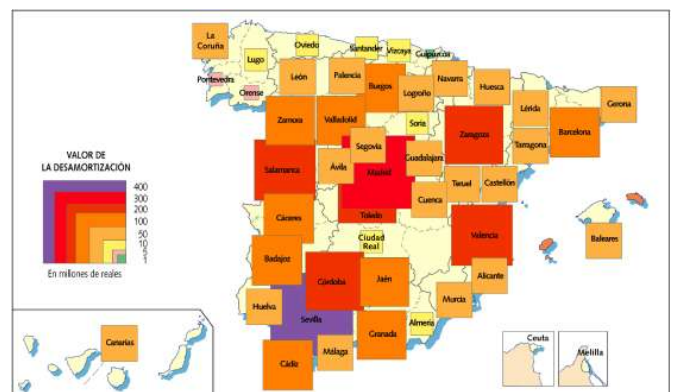 La
Coruña
Oviedo
Santander
Vizcaya
Guipúzcoa
Lugo
Pontevedra
Orense
León
Palencia
Burgos
Logroño
Navarra
Huesca
Lérida
Gerona
Zamora
Valladolid
Soria
Zaragoza
Barcelona
Tarragona
Segovia
Salamanca
Ávila
Madrid
Guadalajara
Teruel
Castellón
Cuenca
Cáceres
Toledo
Valencia
Ciudad
Real
Baleares
Badajoz
Córdoba
Jaén
Alicante
Murcia
Huelva
Sevilla
Granada
Almería
Cádiz
Málaga
Canarias
Ceuta
Melilla
VALOR DE
LA DESAMORTIZACIÓN
400
300
200
100
50
10
5
1
En millones de reales